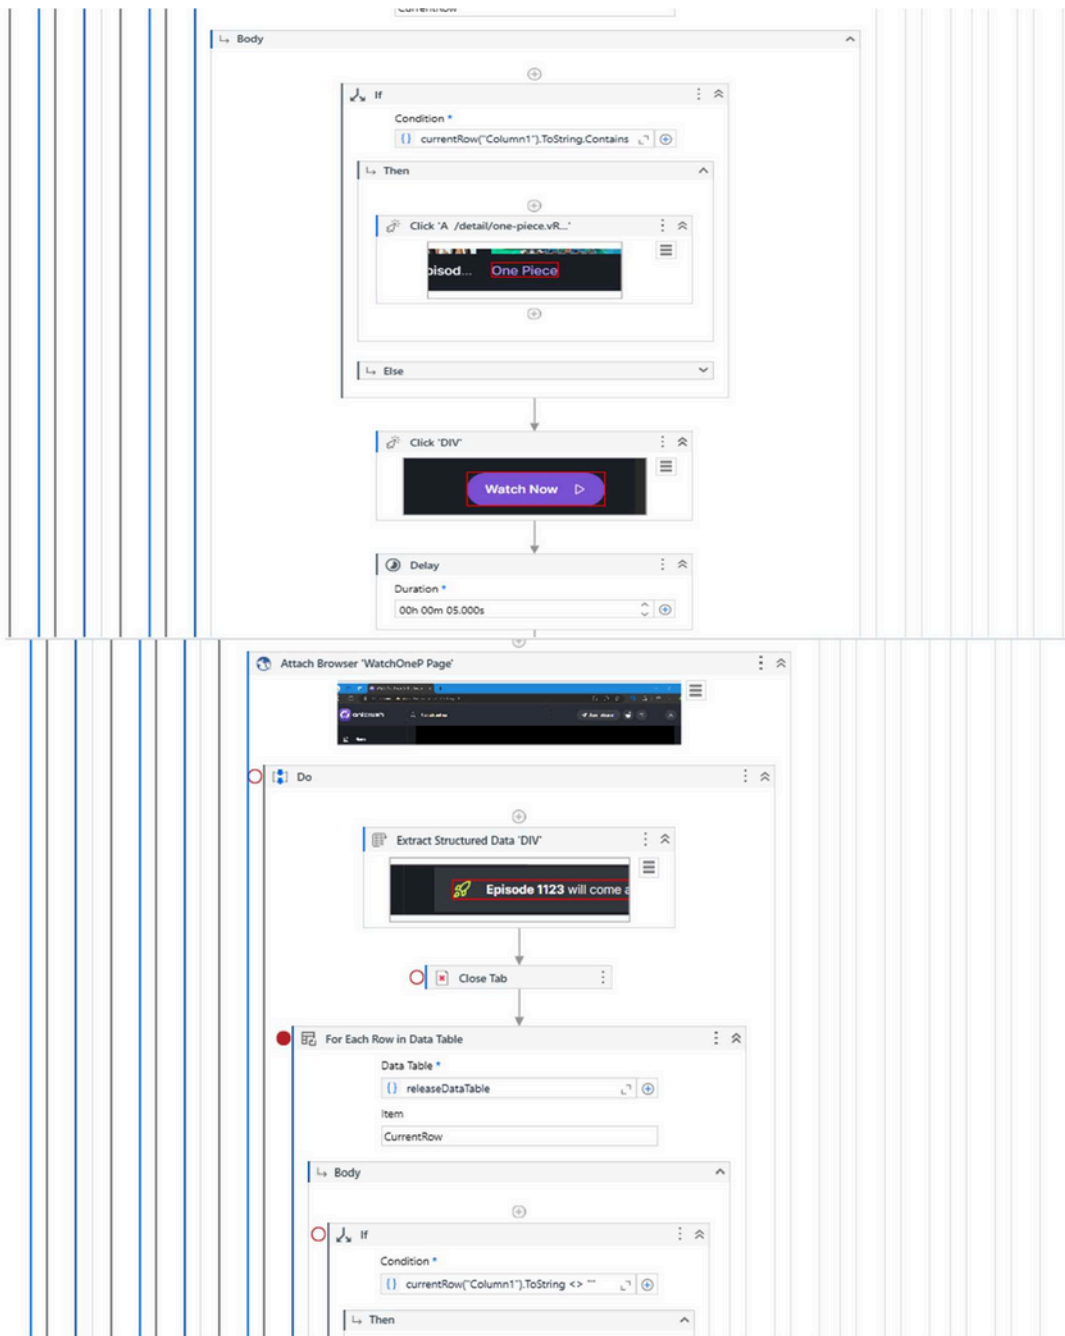 CurrentRow
Body
If
Condition *
currentRow("Column1").ToString.Contains
Then
Click 'A /detail/one-piece.vR...'
pisod... One Piece
Else
Click 'DIV'
Watch Now
Delay
Duration *
00h 00m 05.000s
Attach Browser 'WatchOneP Page'
Do
Extract Structured Data 'DIV'
Episode 1123 will come a
Close Tab
For Each Row in Data Table
Data Table *
releaseDataTable
Item
CurrentRow
Body
If
Condition *
currentRow("Column1").ToString <> ""
Then